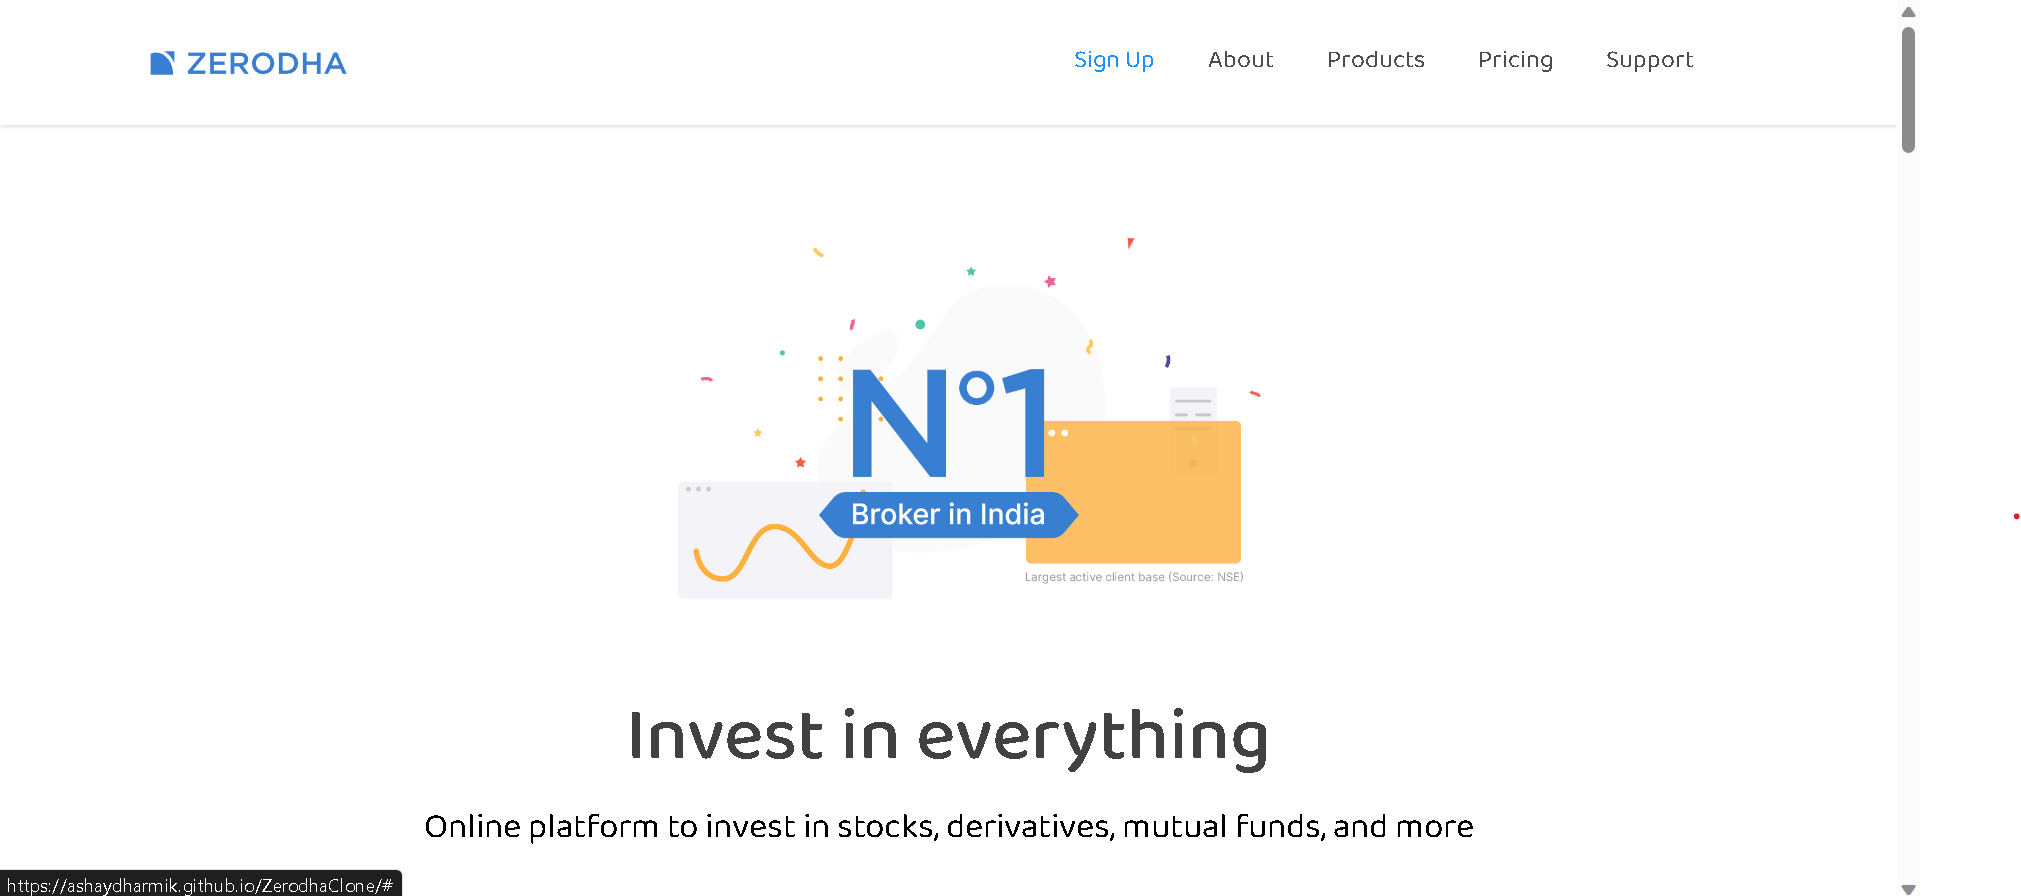 ZERODHA
Sign Up About Products Pricing Support
N°1
Broker in India
Largest active client base (Source: NSE)
Invest in everything
Online platform to invest in stocks, derivatives, mutual funds, and more
https://ashaydharmik.github.io/ZerodhaClone/#